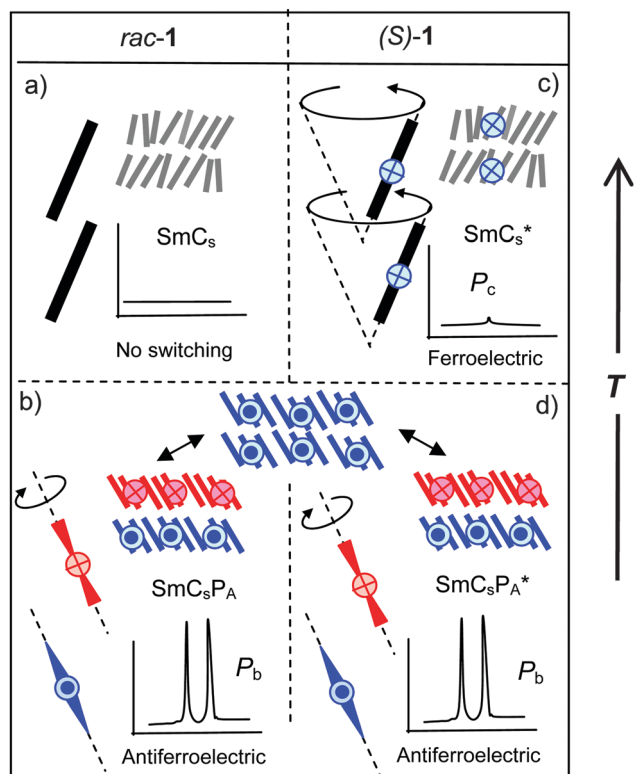 rac-1
(S)-1
a)
SmCs
No switching
c)
SmCs*
Pc
Ferroelectric
b)
SmCsPA
Pb
Antiferroelectric
d)
SmCsPA*
Pb
Antiferroelectric
T